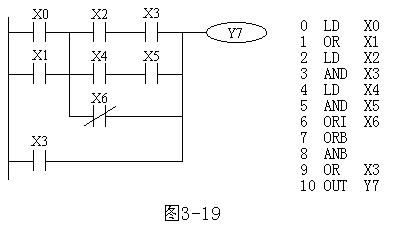 X0 X2 X3
Y7
X1 X4 X5
X6
X3
0 LD X0
1 OR X1
2 LD X2
3 AND X3
4 LD X4
5 AND X5
6 ORI X6
7 ORB
8 ANB
9 OR X3
10 OUT Y7
图3-19